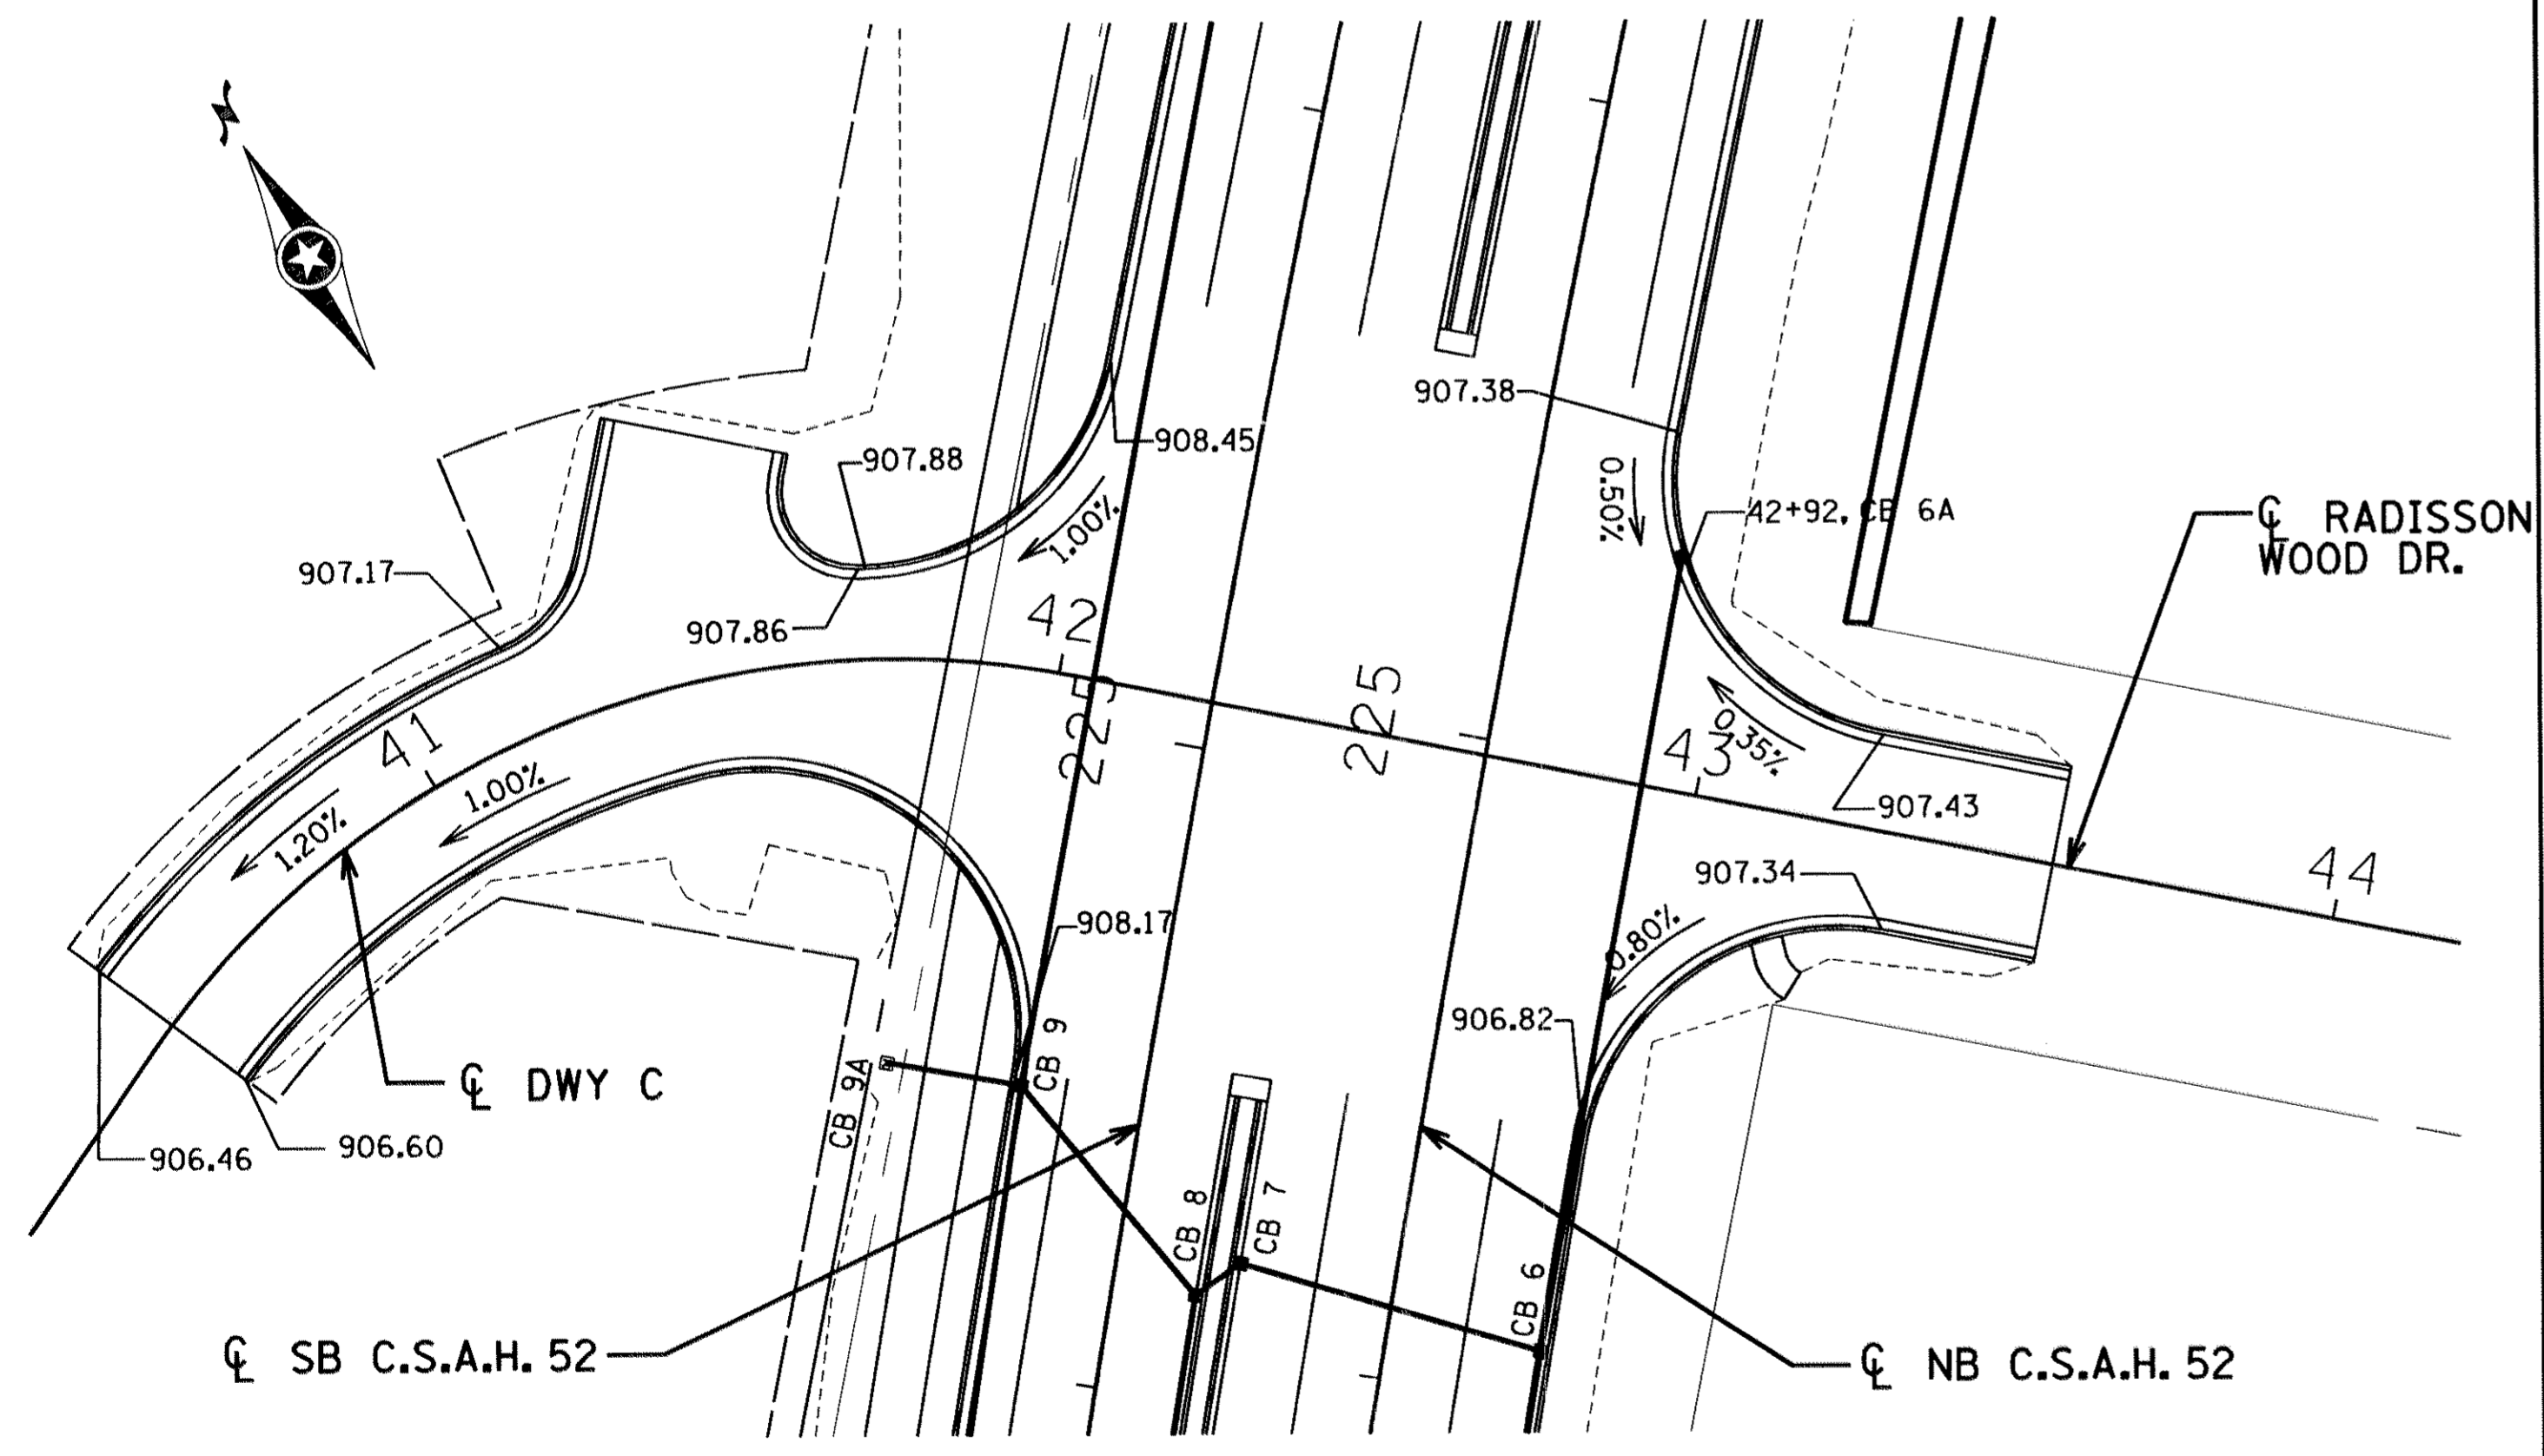 N
907.38
908.45
907.88
0.50%
42+92, CB 6A
℄ RADISSON
WOOD DR.
1.00%
907.17
42
907.86
225
225
41
43
0.35%
1.00%
907.43
1.20%
44
907.34
908.17
0.80%
906.82
CB 9
CB 9A
℄ DWY C
906.60
906.46
CB 8
CB 7
CB 6
℄ SB C.S.A.H. 52
℄ NB C.S.A.H. 52